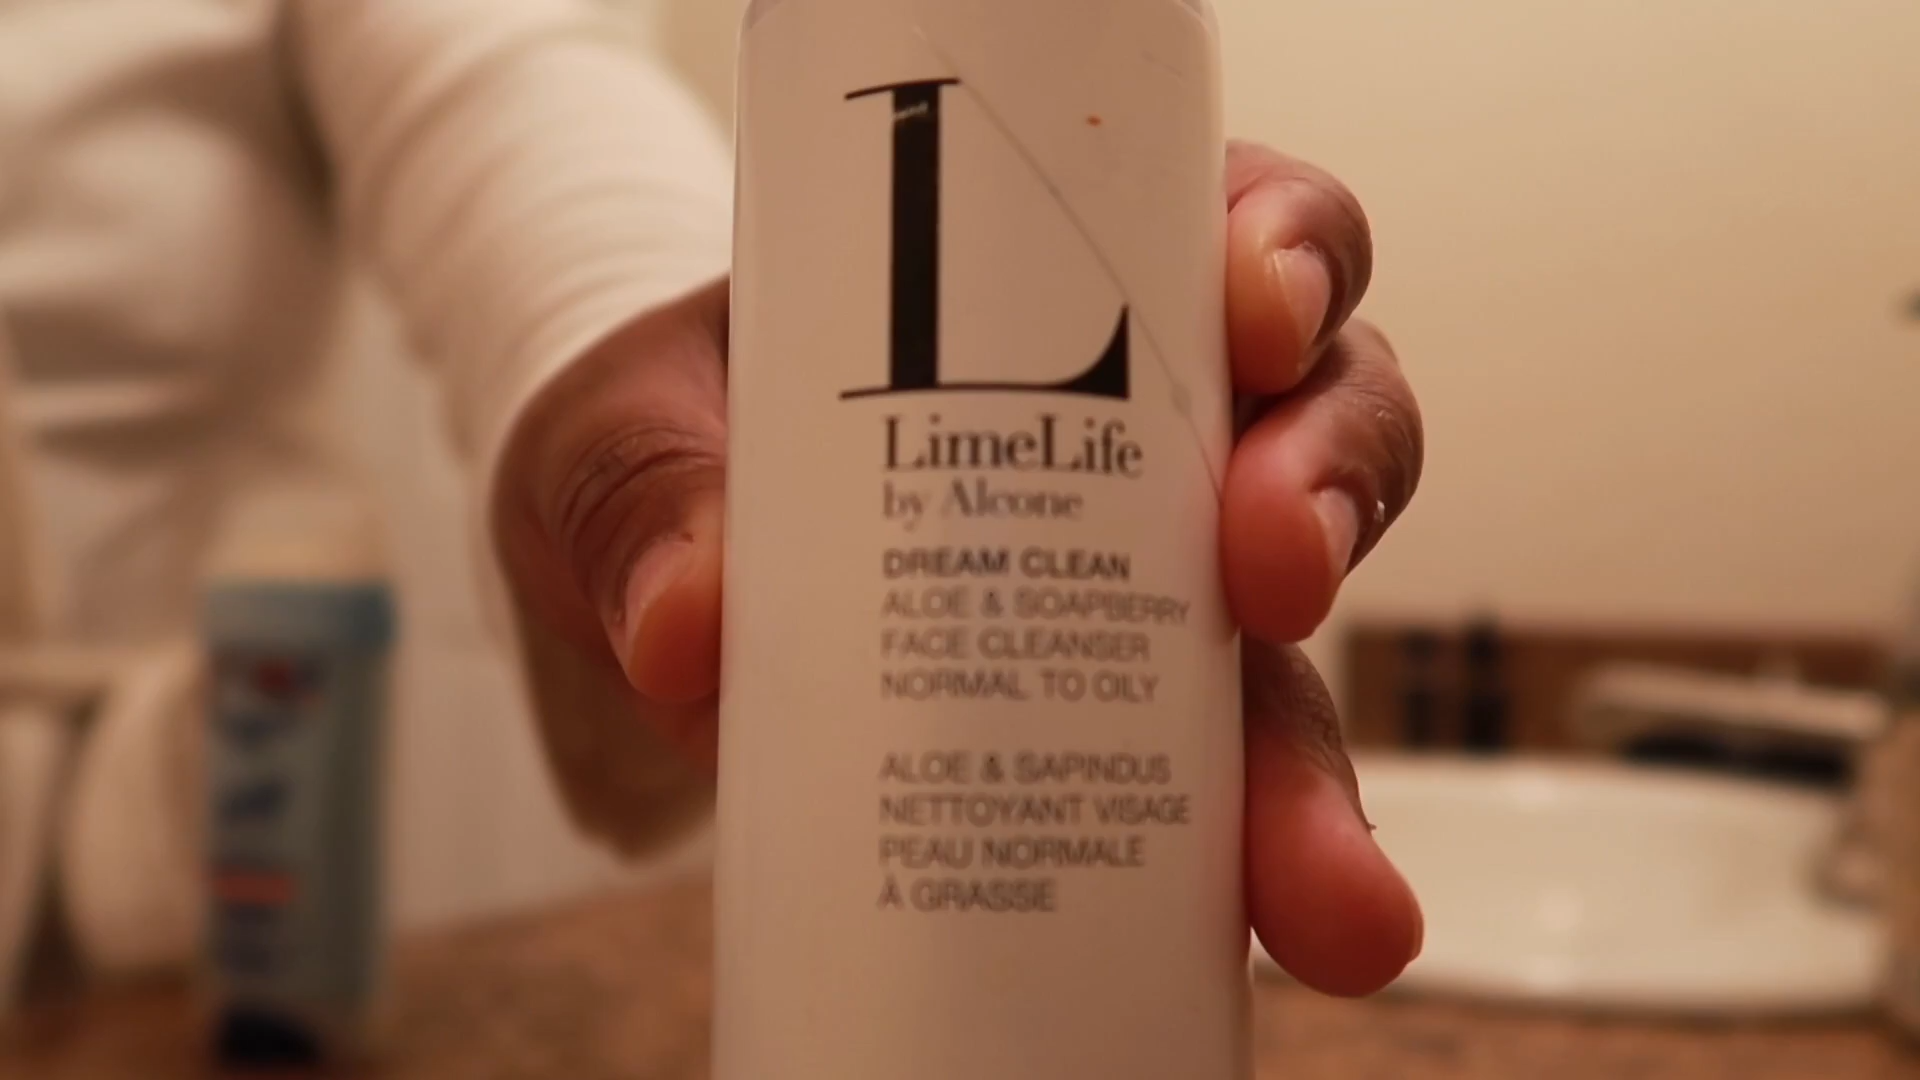 L
LimeLife
by Alcone
DREAM CLEAN
ALOE & SOAPBERRY
FACE CLEANSER
NORMAL TO OILY
ALOE & SAPINDUS
NETTOYANT VISAGE
PEAU NORMALE
À GRASSE